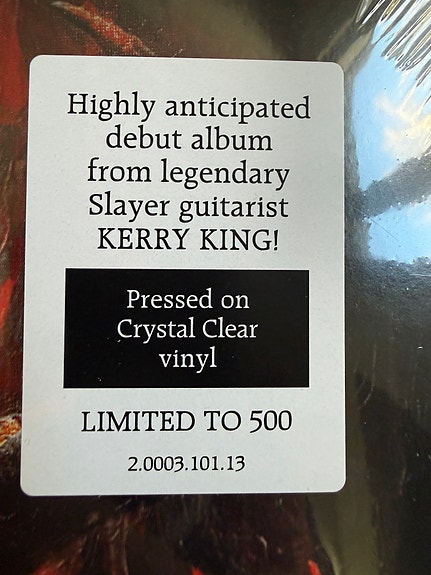 Highly anticipated
debut album
from legendary
Slayer guitarist
KERRY KING!
Pressed on
Crystal Clear
vinyl
LIMITED TO 500
2.0003.101.13